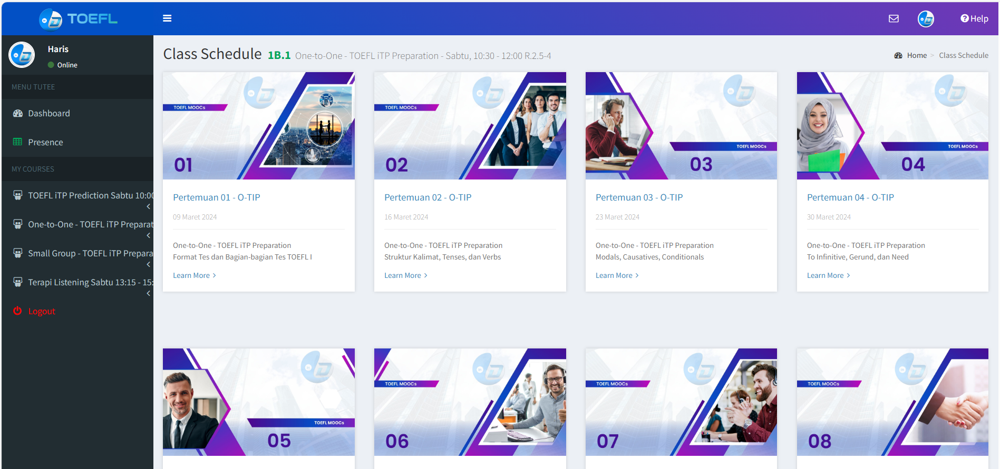 in D TOEFL
Help
Haris
Online
MENU TUTEE
Dashboard
Presence
MY COURSES
TOEFL iTP Prediction Sabtu 10:00
One-to-One - TOEFL iTP Preparat
Small Group - TOEFL iTP Prepara
Terapi Listening Sabtu 13:15 - 15:
Logout
Class Schedule 1B.1 One-to-One - TOEFL iTP Preparation - Sabtu, 10:30 - 12:00 R.2.5-4
Home > Class Schedule
TOEFL MOOCs
01
Pertemuan 01 - O-TIP
09 Maret 2024
One-to-One - TOEFL iTP Preparation
Format Tes dan Bagian-bagian Tes TOEFL I
Learn More >
TOEFL MOOCs
02
Pertemuan 02 - O-TIP
16 Maret 2024
One-to-One - TOEFL iTP Preparation
Struktur Kalimat, Tenses, dan Verbs
Learn More >
TOEFL MOOCs
03
Pertemuan 03 - O-TIP
23 Maret 2024
One-to-One - TOEFL iTP Preparation
Modals, Causatives, Conditionals
Learn More >
TOEFL MOOCs
04
Pertemuan 04 - O-TIP
30 Maret 2024
One-to-One - TOEFL iTP Preparation
To Infinitive, Gerund, dan Need
Learn More >
TOEFL MOOCs
05
TOEFL MOOCs
06
TOEFL MOOCs
07
TOEFL MOOCs
08